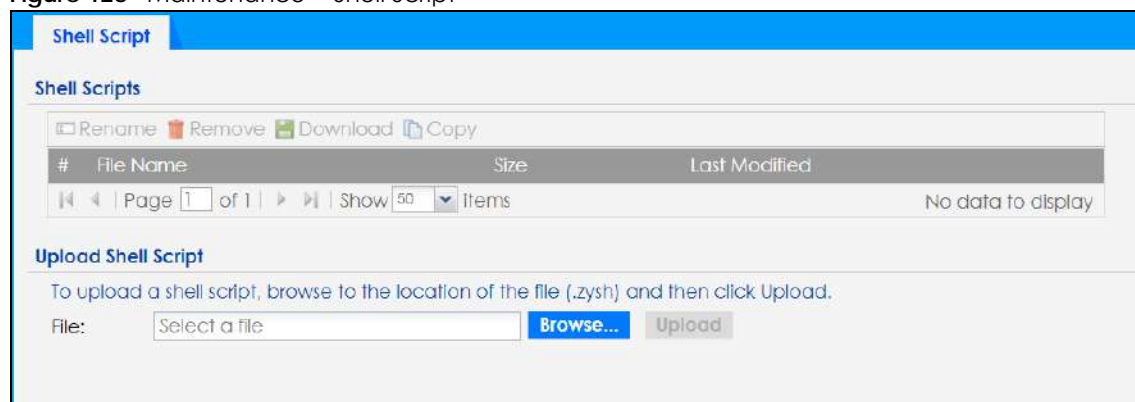 Shell Script
Shell Scripts
Rename Remove Download Copy
# File Name Size Last Modified
Page 1 of 1 Show 50 Items No data to display
Upload Shell Script
To upload a shell script, browse to the location of the file (.zysh) and then click Upload.
File: Select a file Browse... Upload